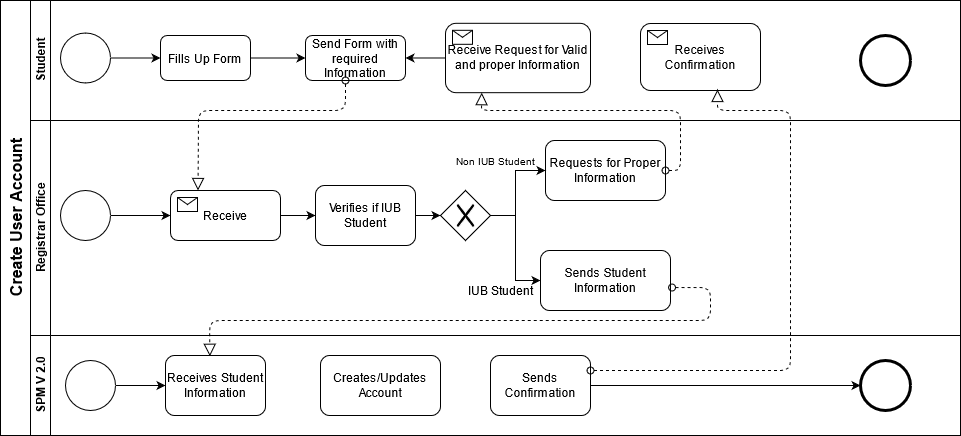 Create User Account
Student
Fills Up Form
Send Form with
required
Information
Receive Request for Valid
and proper Information
Receives
Confirmation
Registrar Office
Receive
Verifies if IUB
Student
Non IUB Student
Requests for Proper
Information
IUB Student
Sends Student
Information
SPM V 2.0
Receives Student
Information
Creates/Updates
Account
Sends
Confirmation